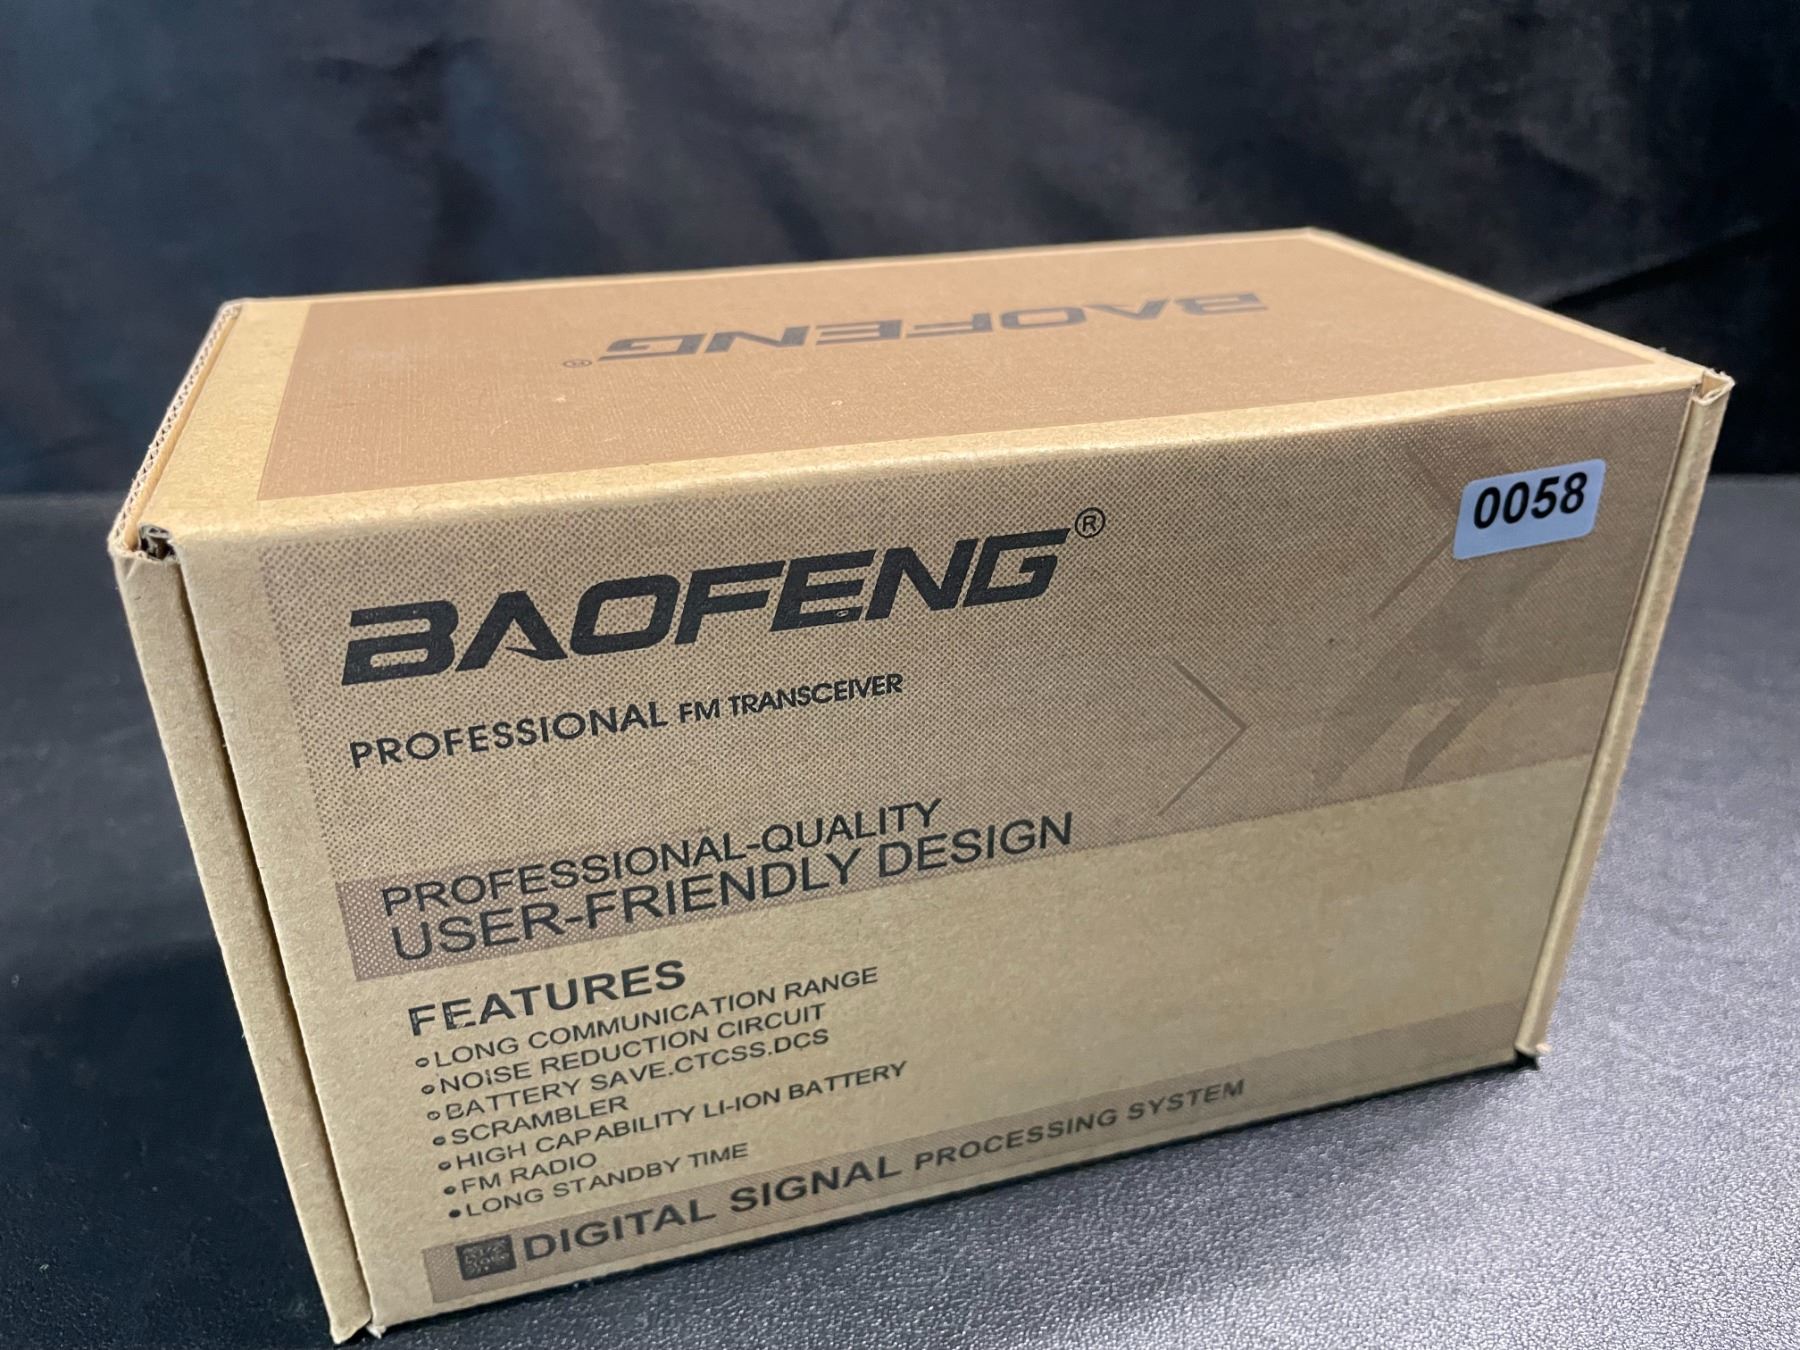 BAOFENG®
0058
BAOFENG®
PROFESSIONAL FM TRANSCEIVER
PROFESSIONAL-QUALITY
USER-FRIENDLY DESIGN
FEATURES
•LONG COMMUNICATION RANGE
•NOISE REDUCTION CIRCUIT
•BATTERY SAVE.CTCSS.DCS
•SCRAMBLER
•HIGH CAPABILITY LI-ION BATTERY
•FM RADIO
•LONG STANDBY TIME
DIGITAL SIGNAL PROCESSING SYSTEM